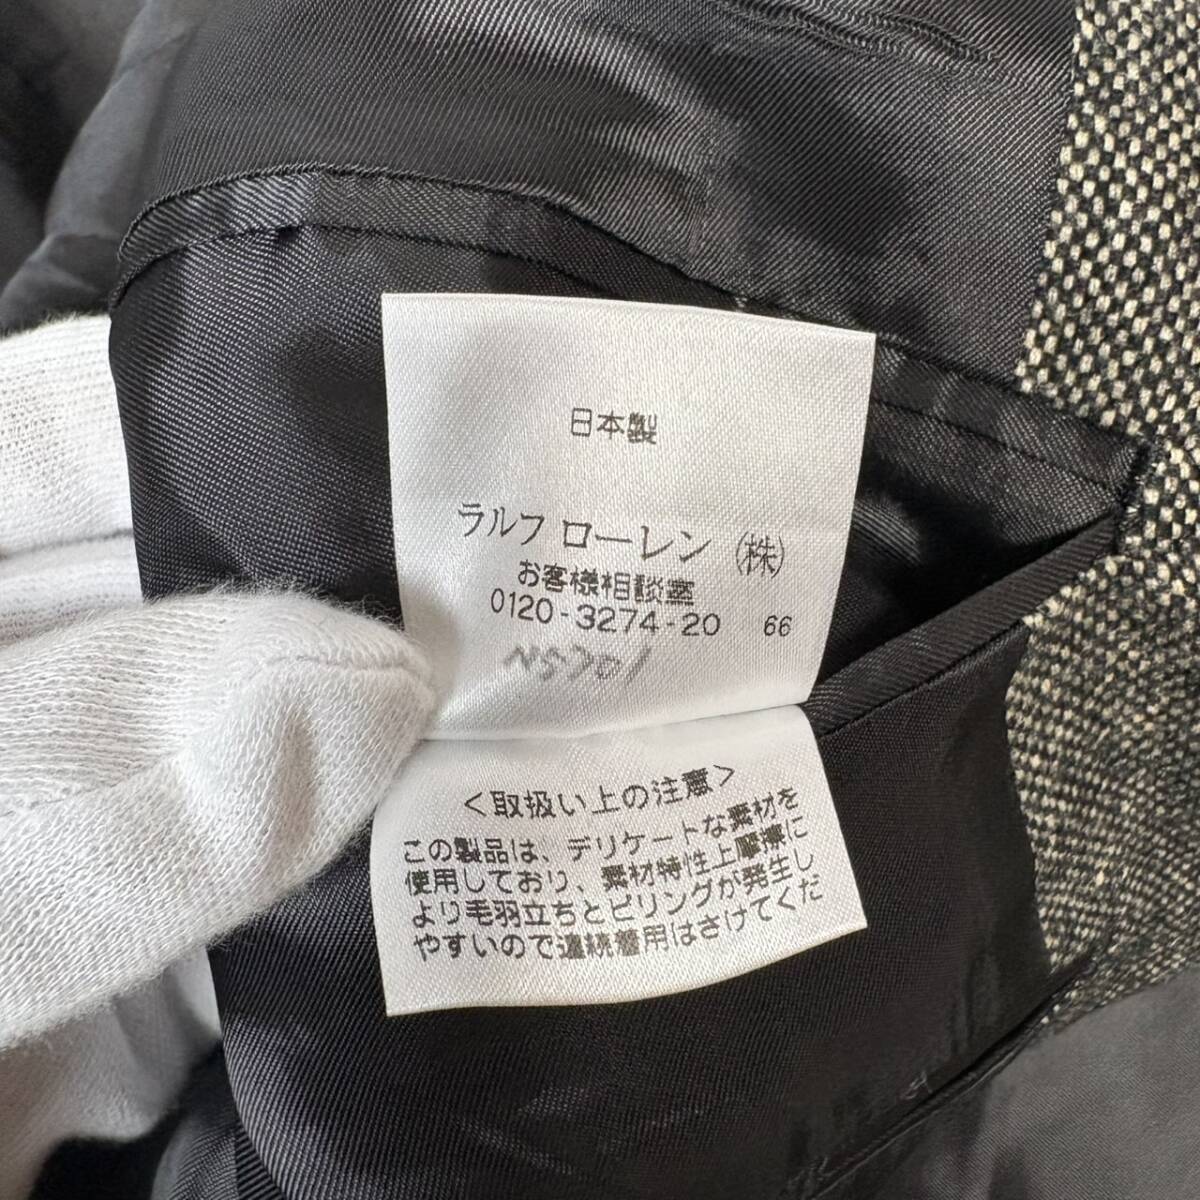 日本製
ラルフ ローレン (株)
お客様相談室
0120-3274-20 66
NS701
<取扱い上の注意>
この製品は、デリケートな素材を
使用しており、素材特性上摩擦に
より毛羽立ちとピリングが発生し
やすいので連続着用はさけてくだ